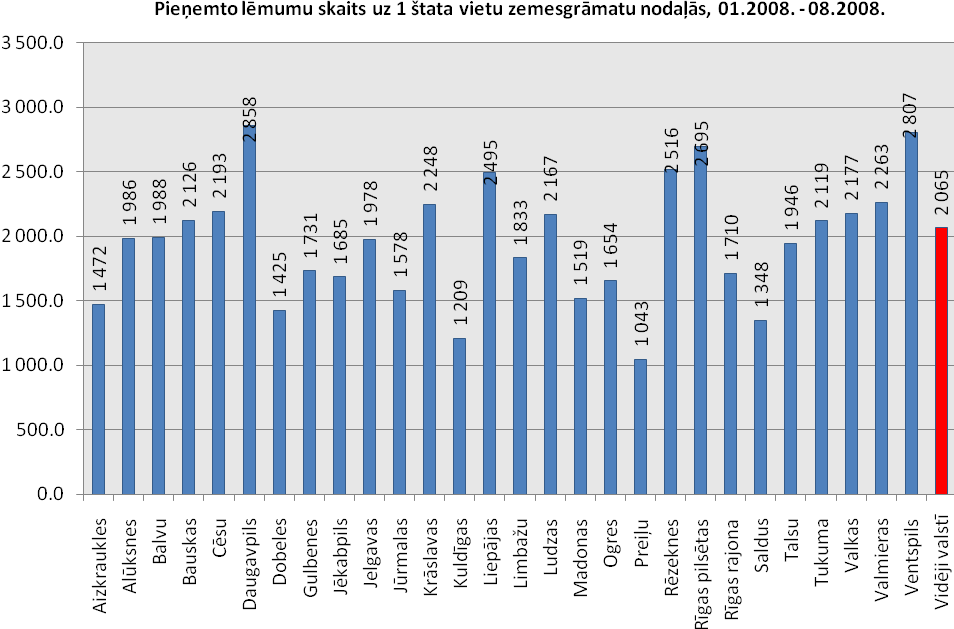 Pieņemto lēmumu skaits uz 1 štata vietu zemesgrāmatu nodaļās, 01.2008. - 08.2008.
3 500.0
3 000.0
2 500.0
2 000.0
1 500.0
1 000.0
500.0
0.0
1 472
1 986
1 988
2 126
2 193
2 858
1 425
1 731
1 685
1 978
1 578
2 248
1 209
2 495
1 833
2 167
1 519
1 654
1 043
2 516
2 695
1 710
1 348
1 946
2 119
2 177
2 263
2 807
2 065
Aizkraukles
Alūksnes
Balvu
Bauskas
Cēsu
Daugavpils
Dobeles
Gulbenes
Jēkabpils
Jelgavas
Jūrmalas
Krāslavas
Kuldīgas
Liepājas
Limbažu
Ludzas
Madonas
Ogres
Preiļu
Rēzeknes
Rīgas pilsētas
Rīgas rajona
Saldus
Talsu
Tukuma
Valkas
Valmieras
Ventspils
Vidēji valstī